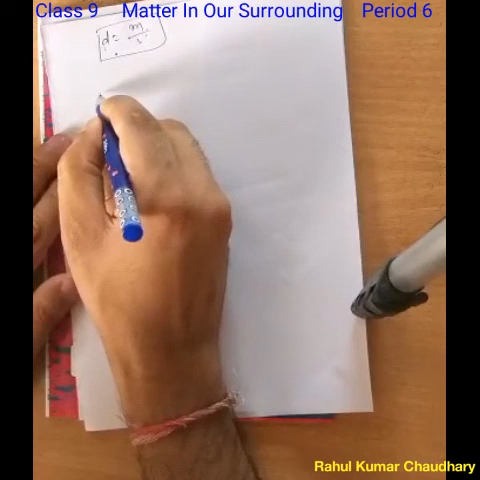 Class 9 Matter In Our Surrounding Period 6
d = m
Rahul Kumar Chaudhary